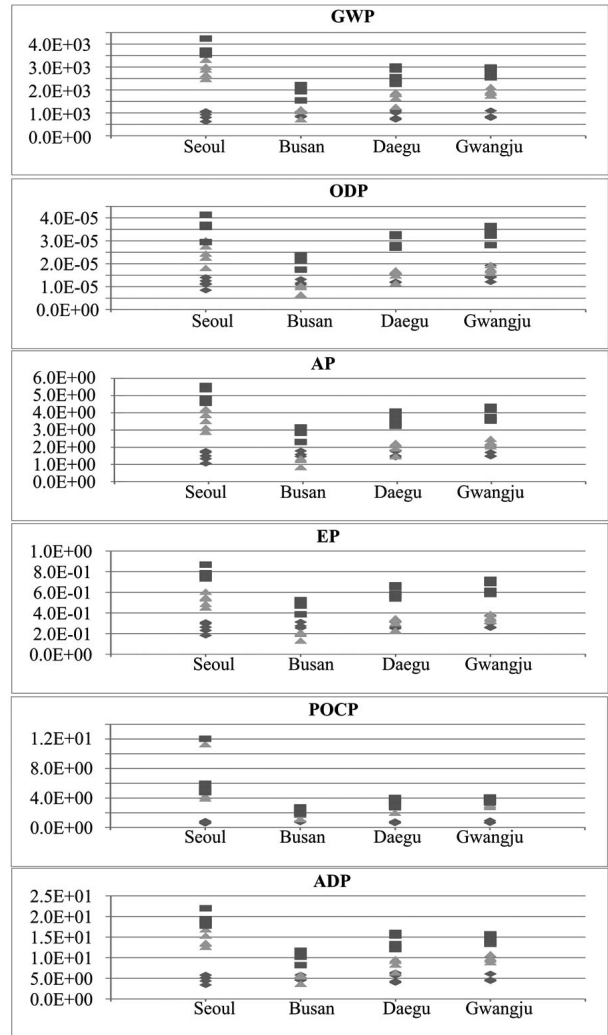 GWP
4.0E+03
3.0E+03
2.0E+03
1.0E+03
0.0E+00
Seoul Busan Daegu Gwangju
ODP
4.0E-05
3.0E-05
2.0E-05
1.0E-05
0.0E+00
Seoul Busan Daegu Gwangju
AP
6.0E+00
5.0E+00
4.0E+00
3.0E+00
2.0E+00
1.0E+00
0.0E+00
Seoul Busan Daegu Gwangju
EP
1.0E+00
8.0E-01
6.0E-01
4.0E-01
2.0E-01
0.0E+00
Seoul Busan Daegu Gwangju
POCP
1.2E+01
8.0E+00
4.0E+00
0.0E+00
Seoul Busan Daegu Gwangju
ADP
2.5E+01
2.0E+01
1.5E+01
1.0E+01
5.0E+00
0.0E+00
Seoul Busan Daegu Gwangju